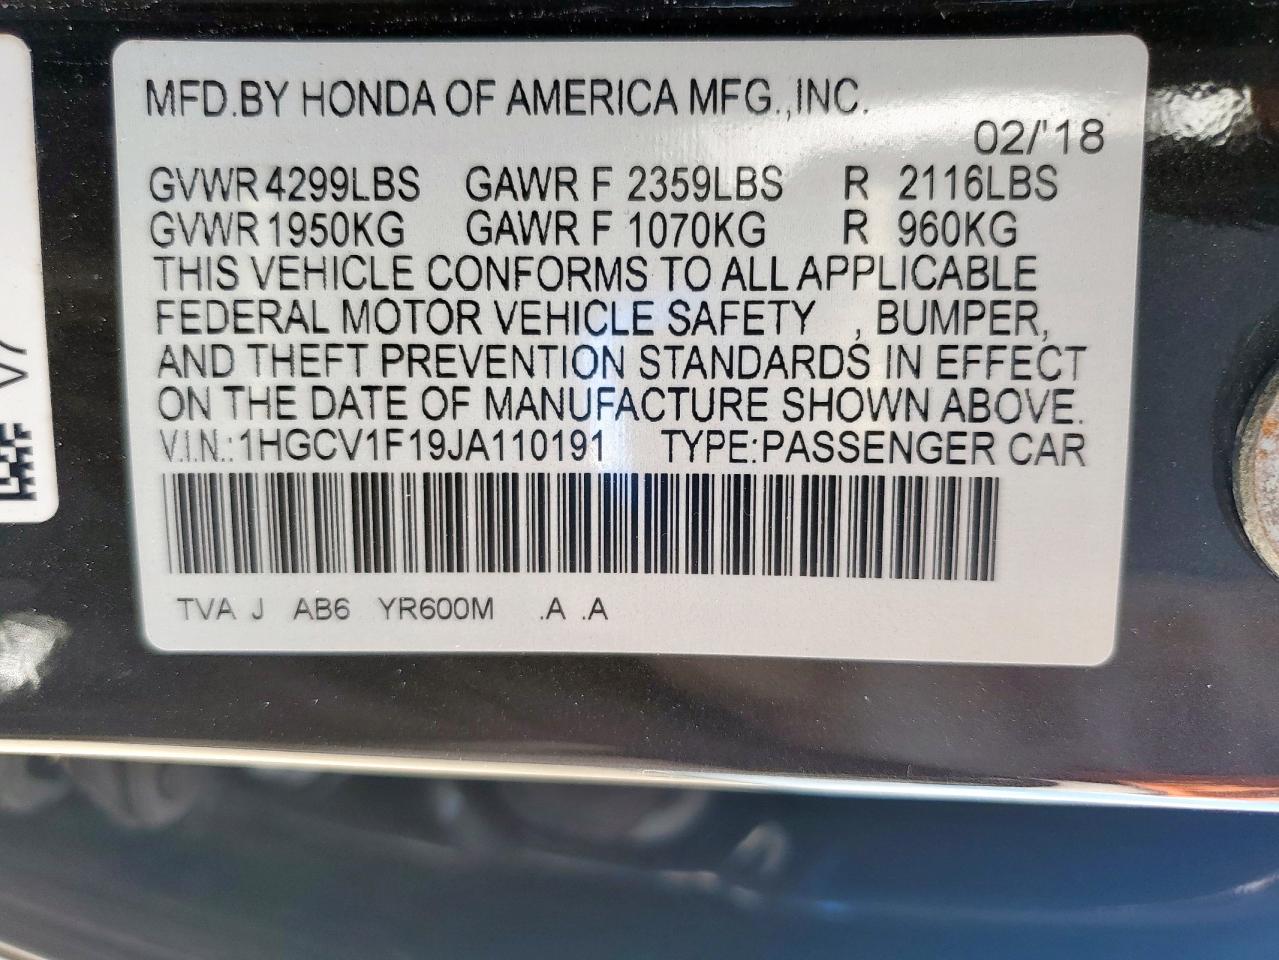 MFD.BY HONDA OF AMERICA MFG.,INC.
02/'18
GVWR 4299LBS GAWR F 2359LBS R 2116LBS
GVWR 1950KG GAWR F 1070KG R 960KG
THIS VEHICLE CONFORMS TO ALL APPLICABLE
FEDERAL MOTOR VEHICLE SAFETY , BUMPER,
AND THEFT PREVENTION STANDARDS IN EFFECT
ON THE DATE OF MANUFACTURE SHOWN ABOVE.
V.I.N.: 1HGCV1F19JA110191 TYPE:PASSENGER CAR
TVA J AB6 YR600M .A .A